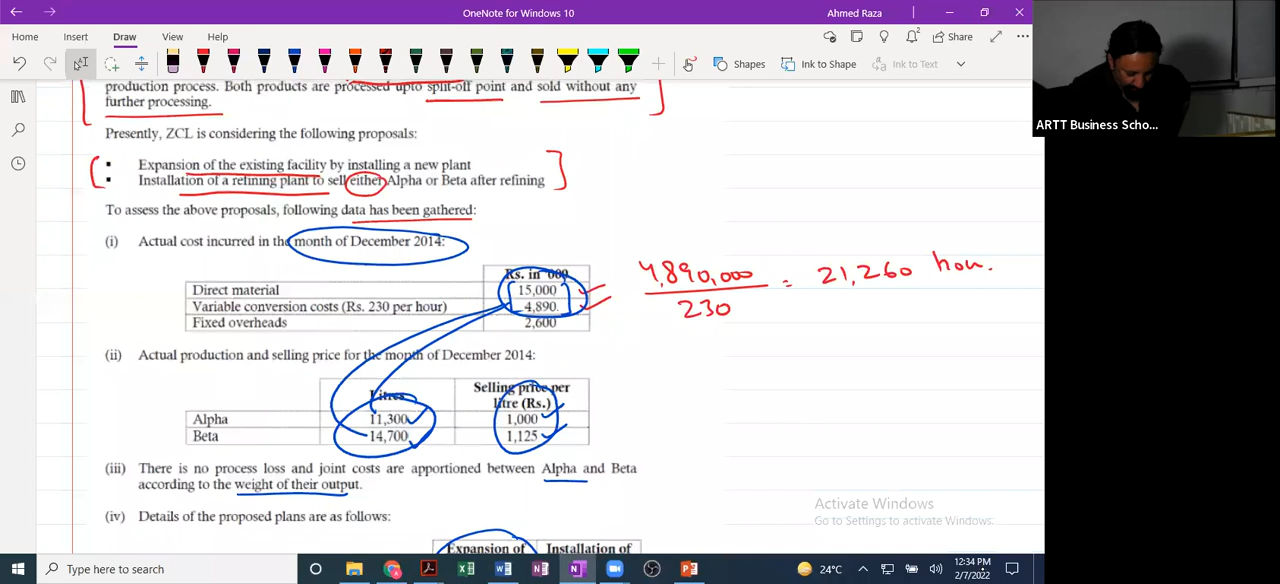 OneNote for Windows 10
Ahmed Raza
Home Insert Draw View Help
Share
Shapes Ink to Shape Ink to Text
ARTT Business Scho...
production process. Both products are processed upto split-off point and sold without any
further processing.
Presently, ZCL is considering the following proposals:
▪ Expansion of the existing facility by installing a new plant
▪ Installation of a refining plant to sell either Alpha or Beta after refining
To assess the above proposals, following data has been gathered:
(i) Actual cost incurred in the month of December 2014:
Rs. in '000
Direct material 15,000
Variable conversion costs (Rs. 230 per hour) 4,890
Fixed overheads 2,600
4,890,000
230
= 21,260 hou.
(ii) Actual production and selling price for the month of December 2014:
Litres Selling price per
litre (Rs.)
Alpha 11,300 1,000
Beta 14,700 1,125
(iii) There is no process loss and joint costs are apportioned between Alpha and Beta
according to the weight of their output.
(iv) Details of the proposed plans are as follows:
Expansion of Installation of
Activate Windows
Go to Settings to activate Windows.
Type here to search
24°C
12:34 PM
2/7/2022